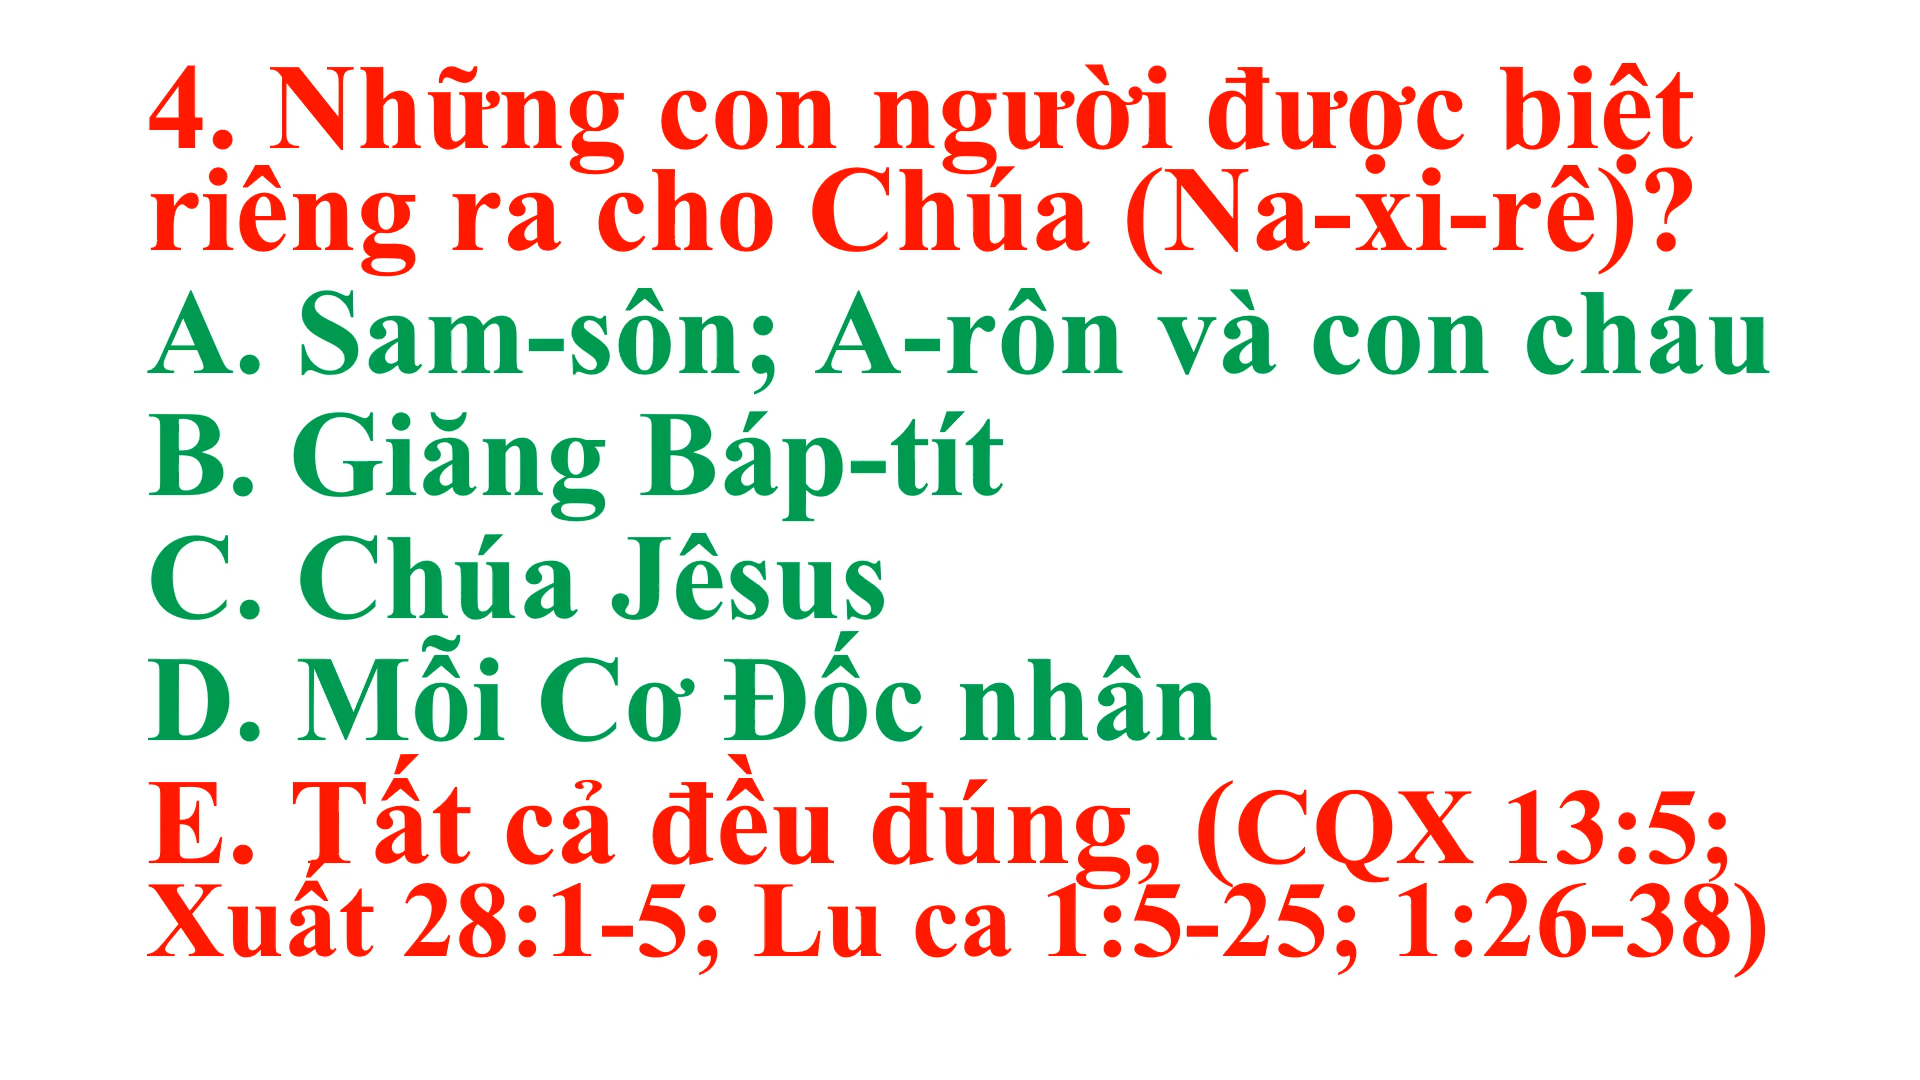 4. Những con người được biệt
riêng ra cho Chúa (Na-xi-rê)?
A. Sam-sôn; A-rôn và con cháu
B. Giăng Báp-tít
C. Chúa Jêsus
D. Mỗi Cơ Đốc nhân
E. Tất cả đều đúng, (CQX 13:5;
Xuất 28:1-5; Lu ca 1:5-25; 1:26-38)